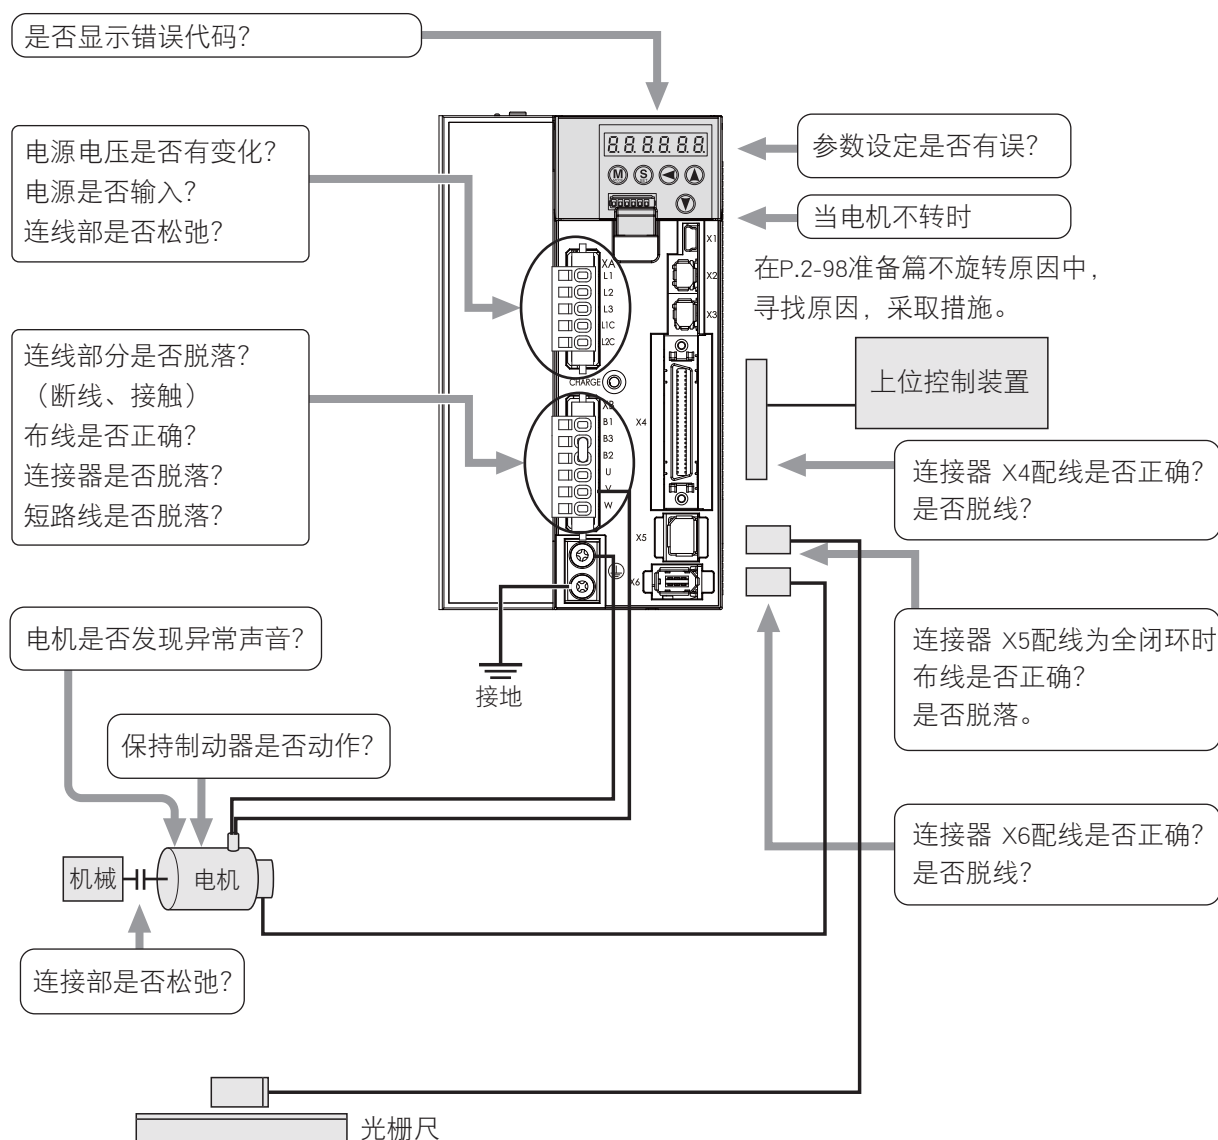 是否显示错误代码?
电源电压是否有变化?
电源是否输入?
连线部是否松弛?
8.8.8.8.8.8.
M
S
参数设定是否有误?
当电机不转时
在P.2-98准备篇不旋转原因中，
寻找原因，采取措施。
X1
X2
X3
XA
L1
L2
L3
L1C
L2C
CHARGE
连线部分是否脱落?
（断线、接触）
布线是否正确?
连接器是否脱落?
短路线是否脱落?
XB
B1
B3
B2
U
V
W
X4
X5
X6
上位控制装置
连接器 X4配线是否正确?
是否脱线?
连接器 X5配线为全闭环时
布线是否正确?
是否脱落。
连接器 X6配线是否正确?
是否脱线?
接地
电机是否发现异常声音?
保持制动器是否动作?
机械
电机
连接部是否松弛?
光栅尺